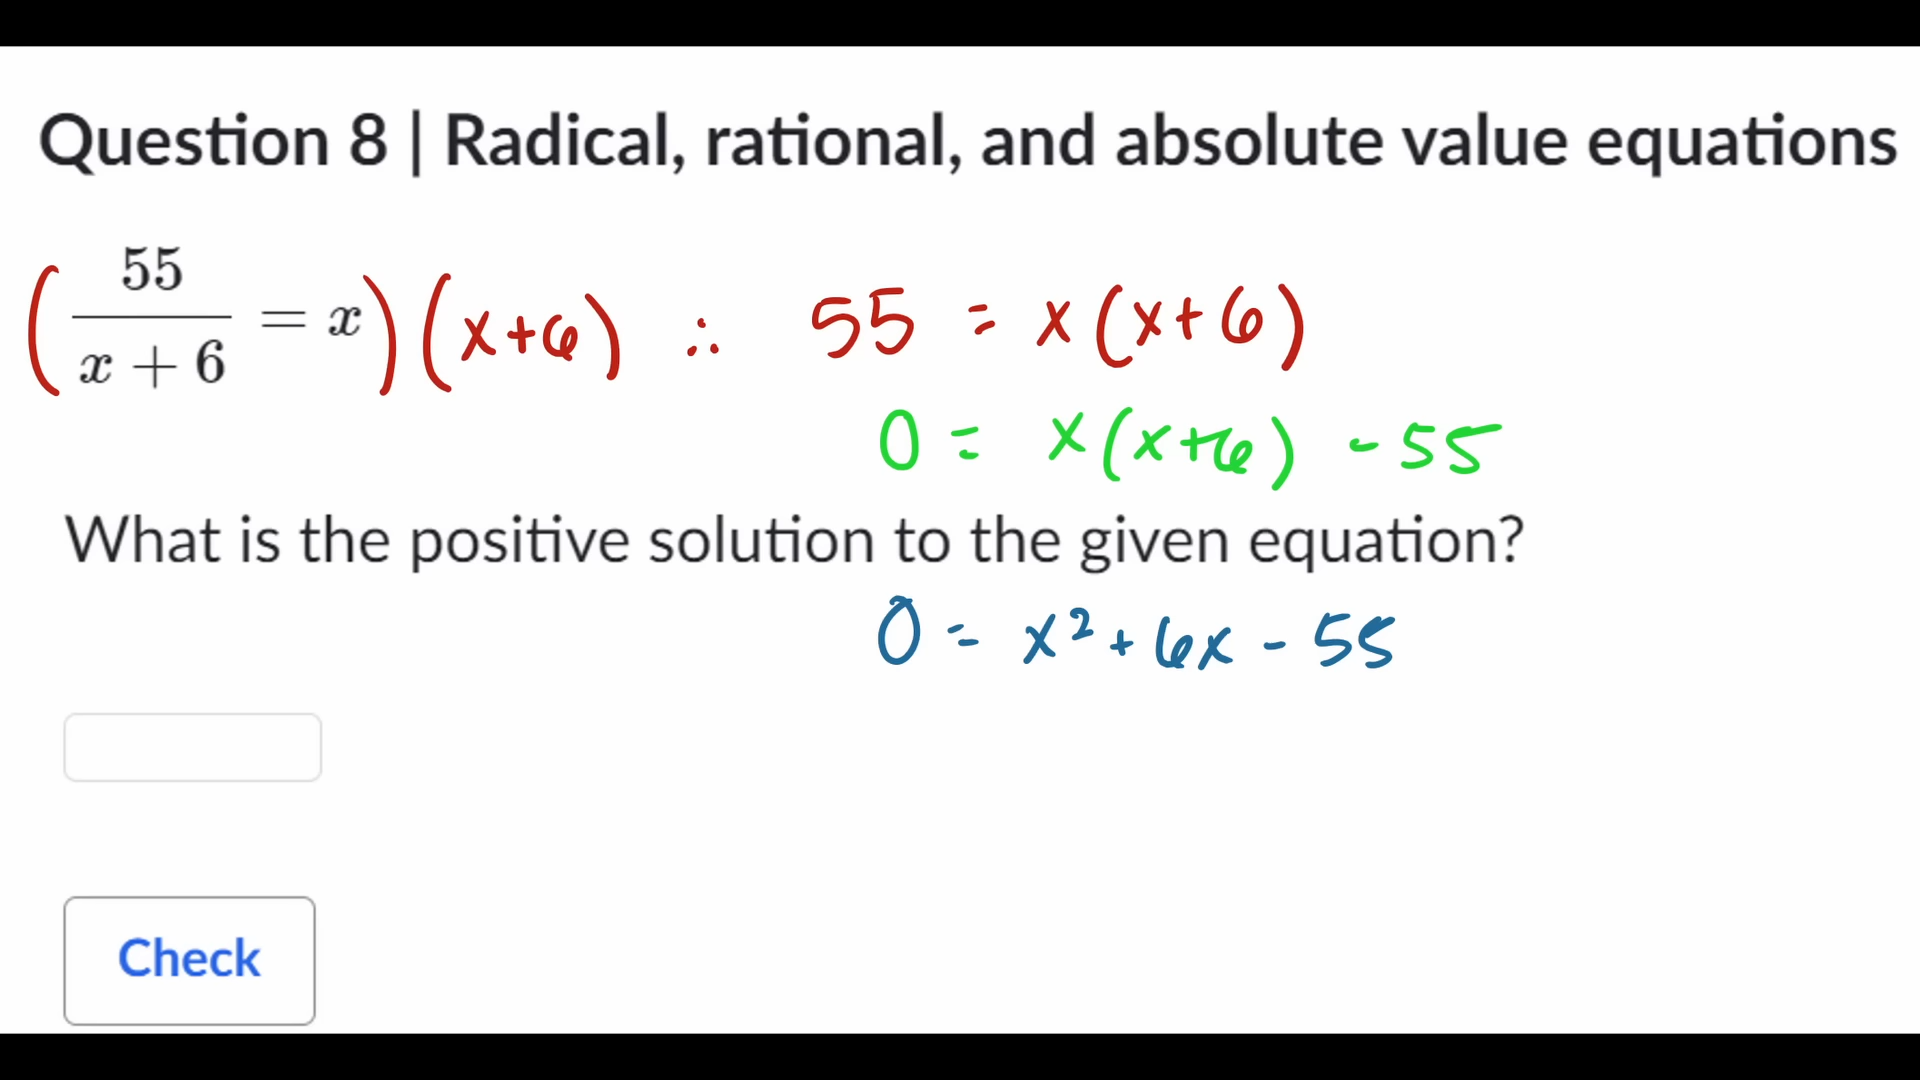 Question 8 | Radical, rational, and absolute value equations
(55/(x + 6) = x)(x+6) ∴ 55 = x(x+6)
0 = x(x+6) - 55
What is the positive solution to the given equation?
0 = x² + 6x - 55
Check